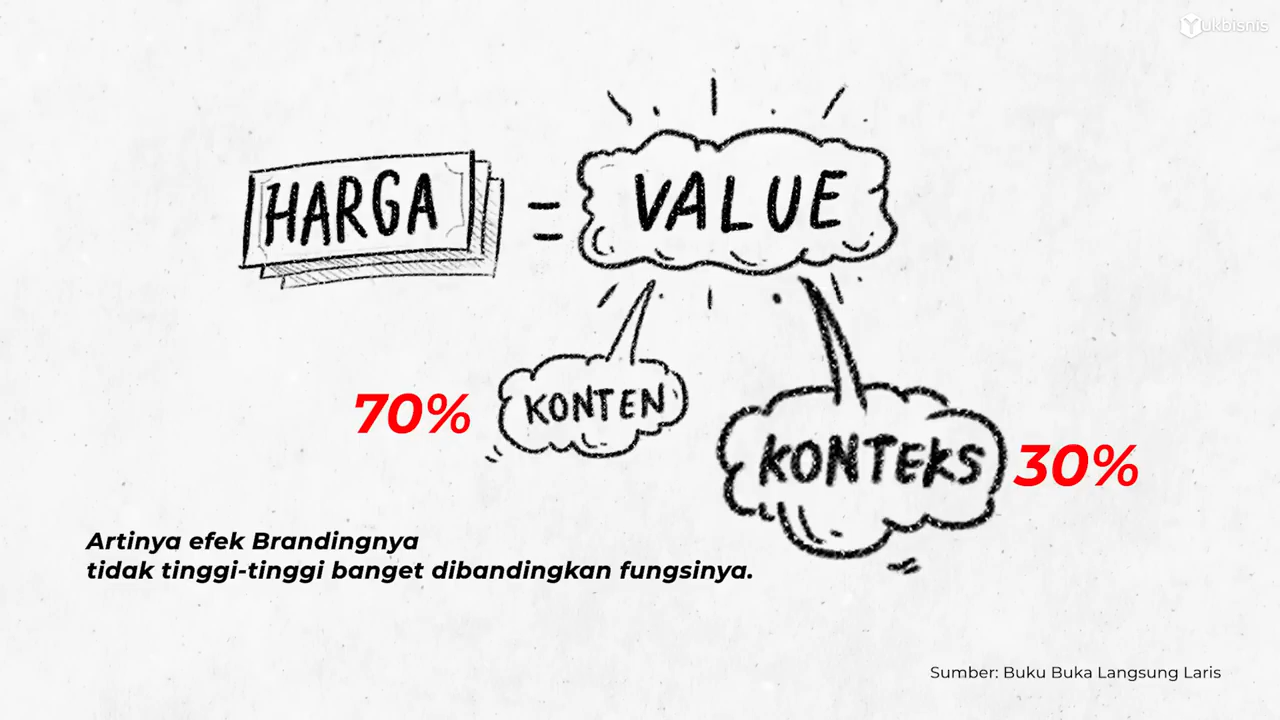 Yukbisnis
HARGA = VALUE
70% KONTEN
KONTEKS 30%
Artinya efek Brandingnya
tidak tinggi-tinggi banget dibandingkan fungsinya.
Sumber: Buku Buka Langsung Laris